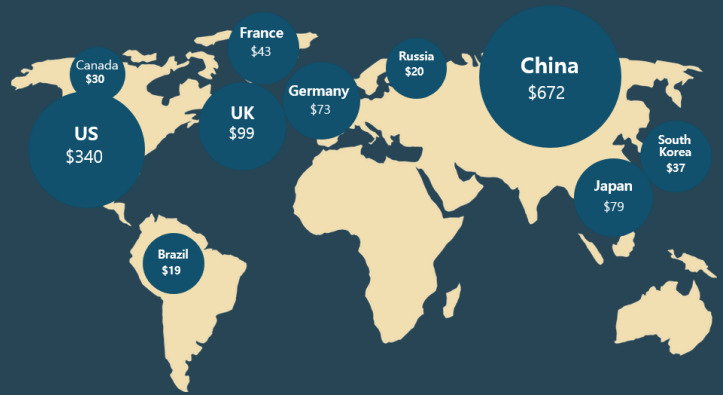 France
$43
Canada
$30
Russia
$20
China
$672
Germany
$73
UK
$99
US
$340
South
Korea
$37
Japan
$79
Brazil
$19